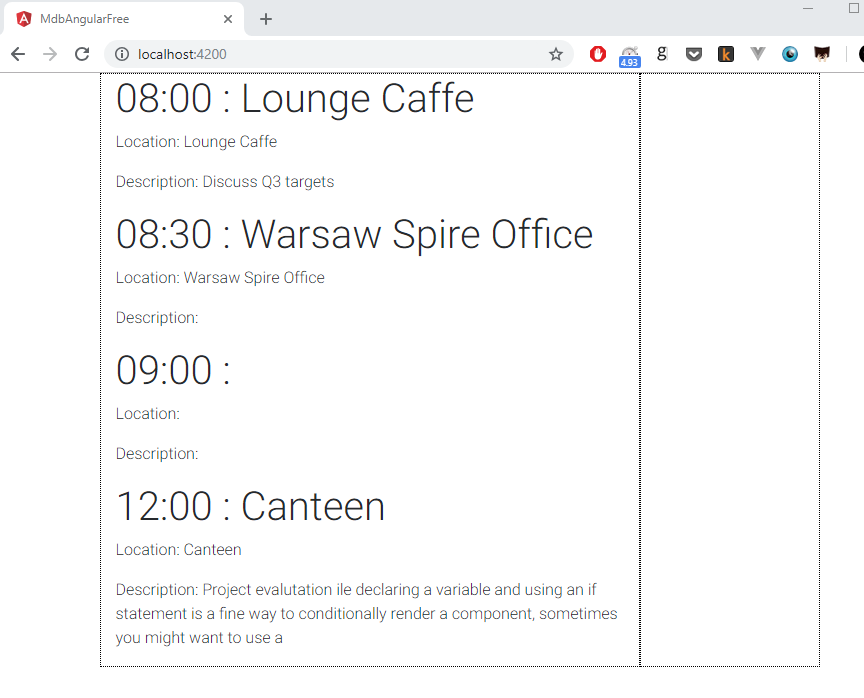 MdbAngularFree
localhost:4200
4.93
g
k
08:00 : Lounge Caffe
Location: Lounge Caffe
Description: Discuss Q3 targets
08:30 : Warsaw Spire Office
Location: Warsaw Spire Office
Description:
09:00 :
Location:
Description:
12:00 : Canteen
Location: Canteen
Description: Project evalutation ile declaring a variable and using an if
statement is a fine way to conditionally render a component, sometimes
you might want to use a